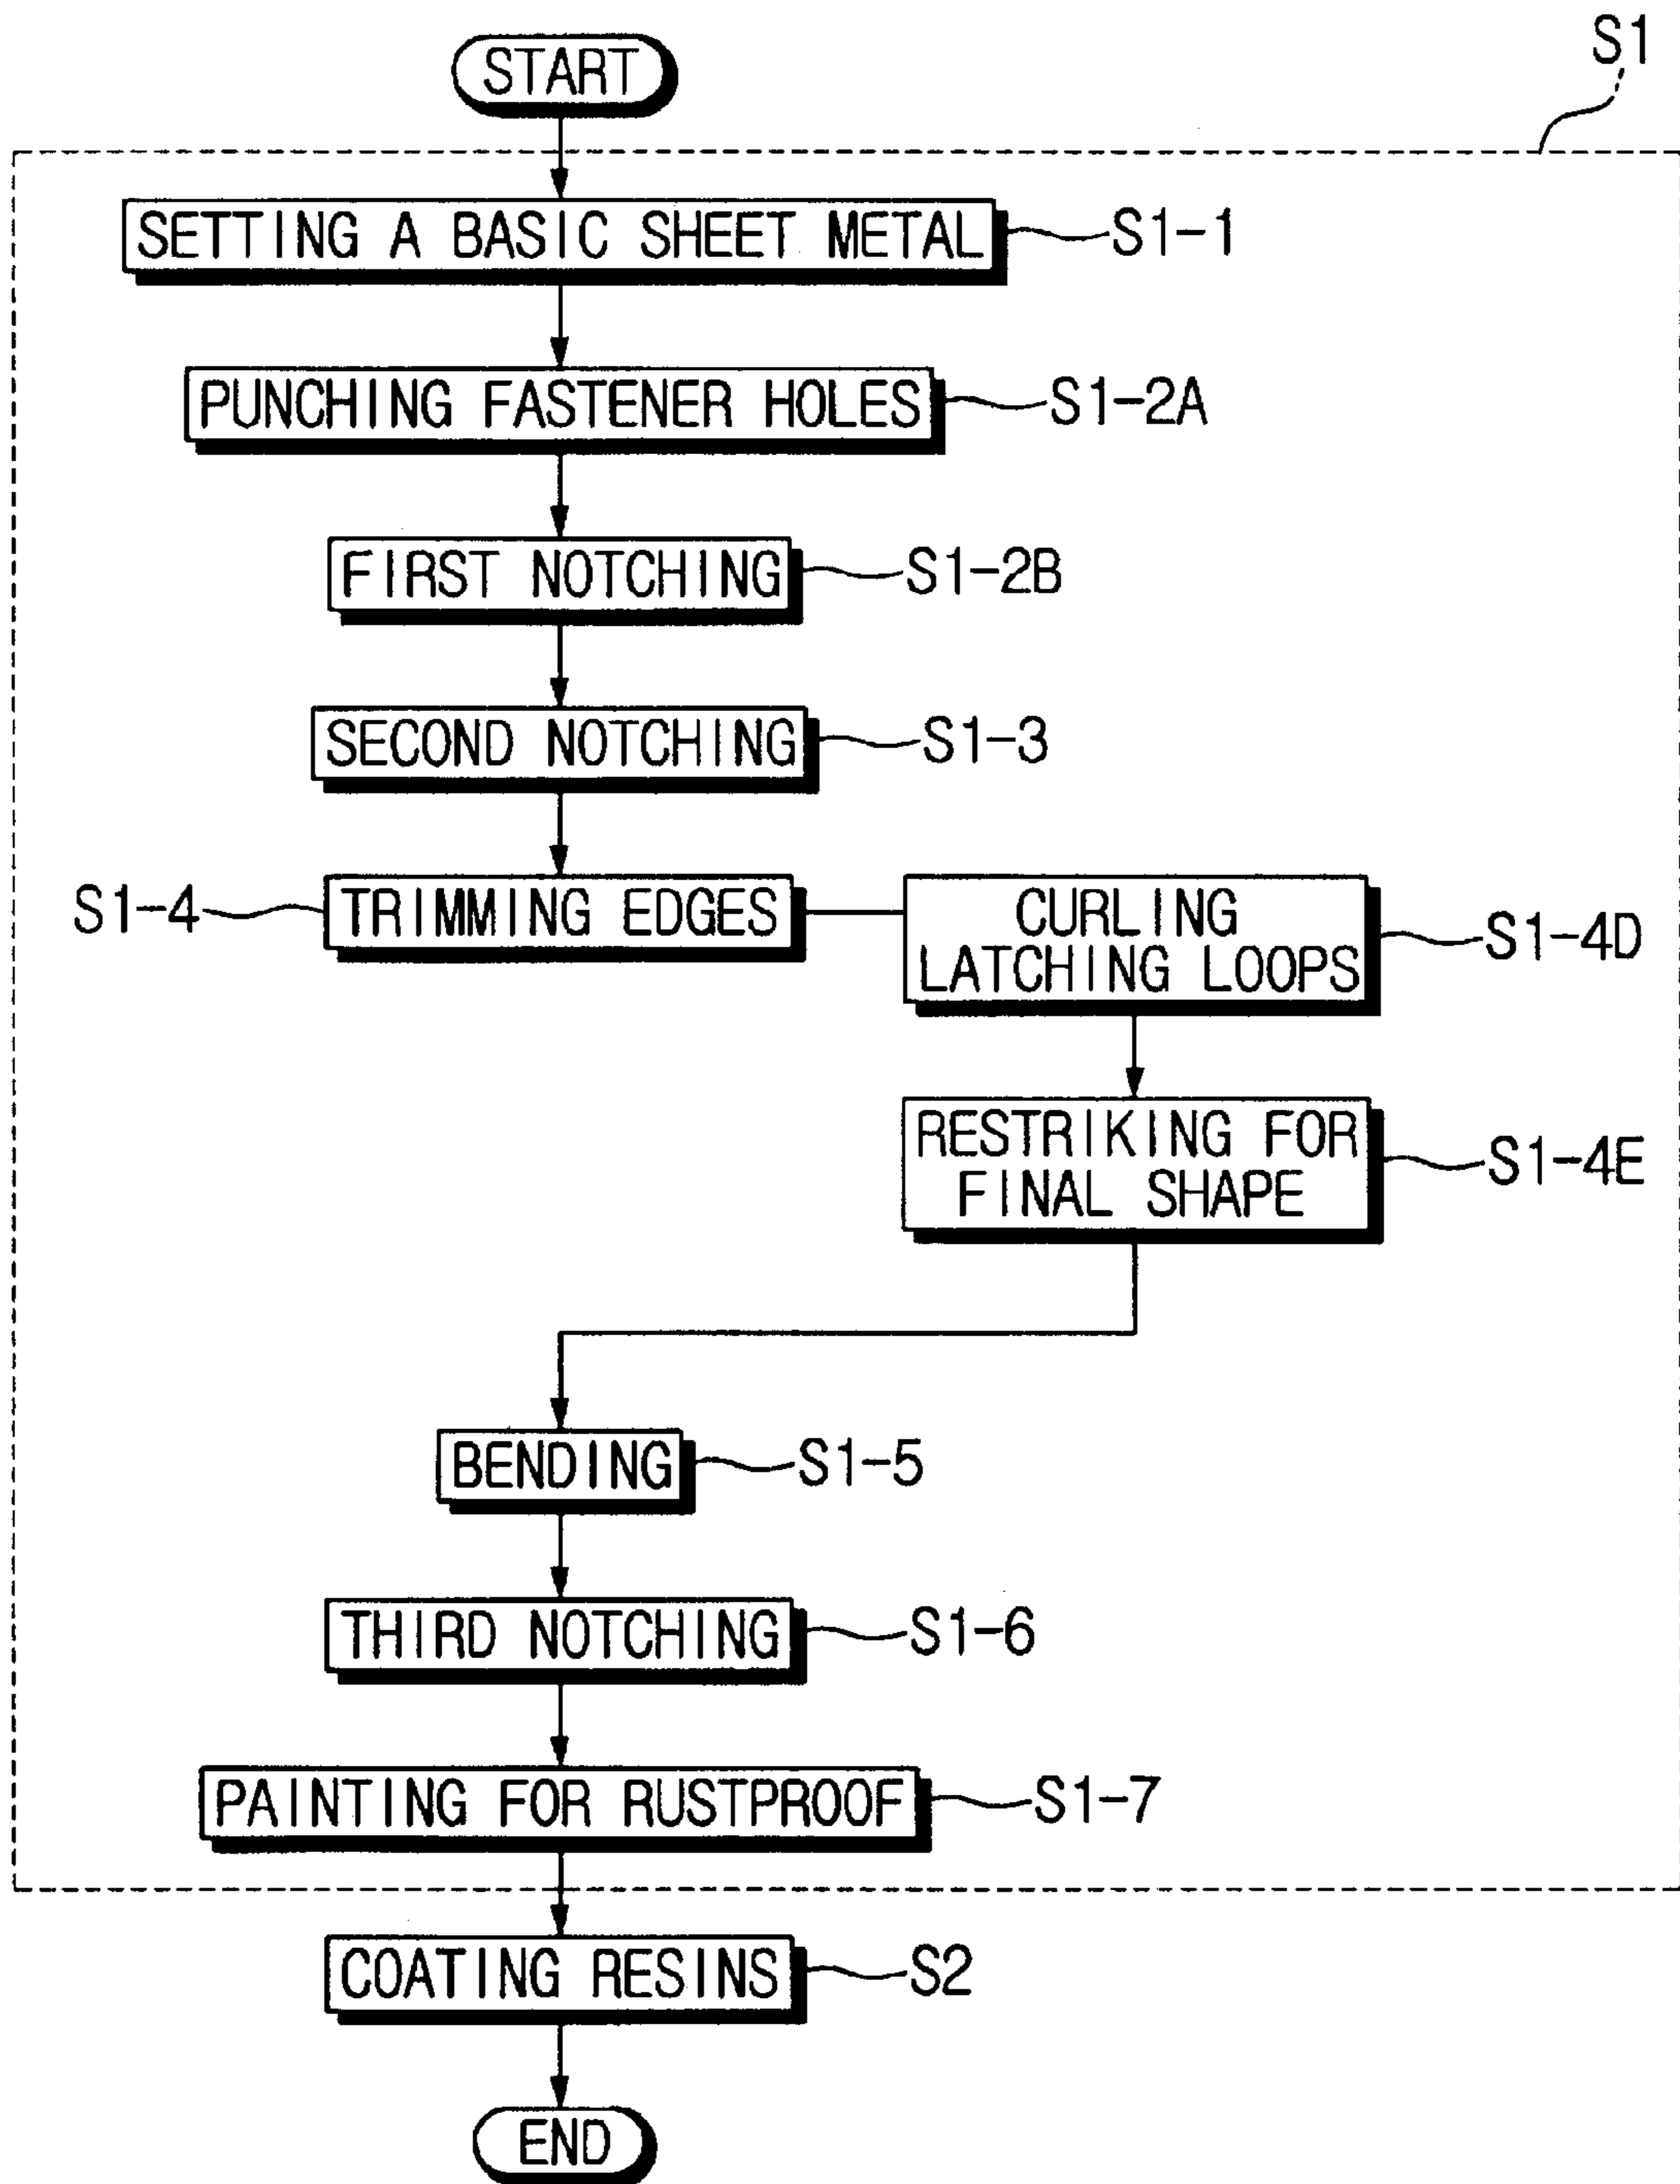 S1
START
SETTING A BASIC SHEET METAL
S1-1
PUNCHING FASTENER HOLES
S1-2A
FIRST NOTCHING
S1-2B
SECOND NOTCHING
S1-3
S1-4
TRIMMING EDGES
CURLING
LATCHING LOOPS
S1-4D
RESTRIKING FOR
FINAL SHAPE
S1-4E
BENDING
S1-5
THIRD NOTCHING
S1-6
PAINTING FOR RUSTPROOF
S1-7
COATING RESINS
S2
END